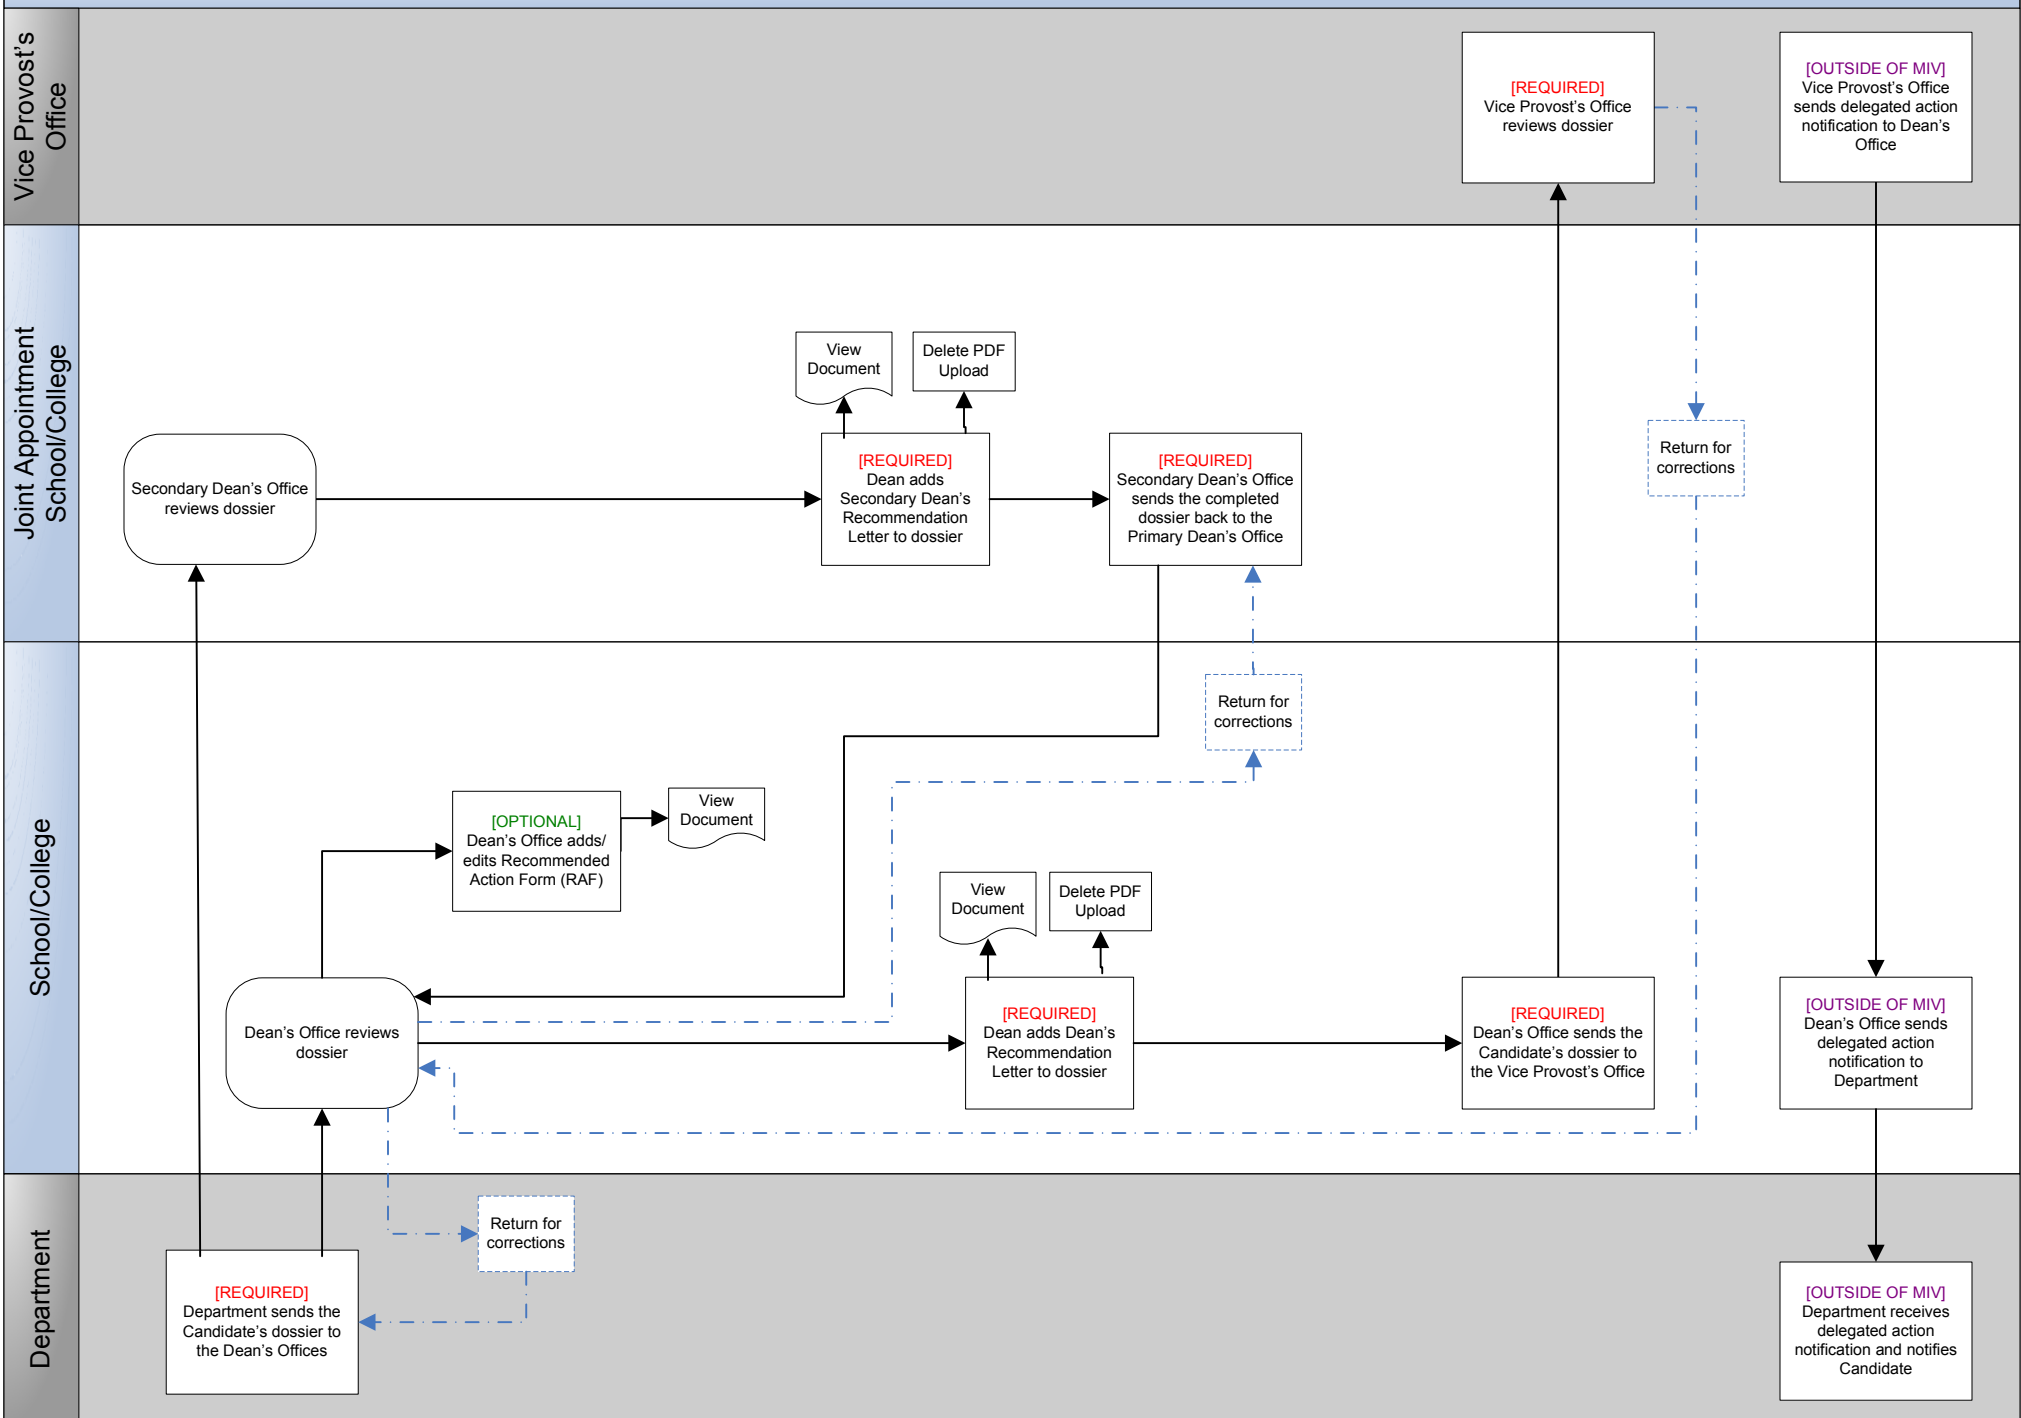 Vice Provost's
Office
[REQUIRED]
Vice Provost's Office
reviews dossier
[OUTSIDE OF MIV]
Vice Provost's Office
sends delegated action
notification to Dean's
Office
Joint Appointment
School/College
Secondary Dean's Office
reviews dossier
View
Document
Delete PDF
Upload
[REQUIRED]
Dean adds
Secondary Dean's
Recommendation
Letter to dossier
[REQUIRED]
Secondary Dean's Office
sends the completed
dossier back to the
Primary Dean's Office
Return for
corrections
School/College
Return for
corrections
[OPTIONAL]
Dean's Office adds/
edits Recommended
Action Form (RAF)
View
Document
View
Document
Delete PDF
Upload
Dean's Office reviews
dossier
[REQUIRED]
Dean adds Dean's
Recommendation
Letter to dossier
[REQUIRED]
Dean's Office sends the
Candidate's dossier to
the Vice Provost's Office
[OUTSIDE OF MIV]
Dean's Office sends
delegated action
notification to
Department
Department
Return for
corrections
[REQUIRED]
Department sends the
Candidate's dossier to
the Dean's Offices
[OUTSIDE OF MIV]
Department receives
delegated action
notification and notifies
Candidate